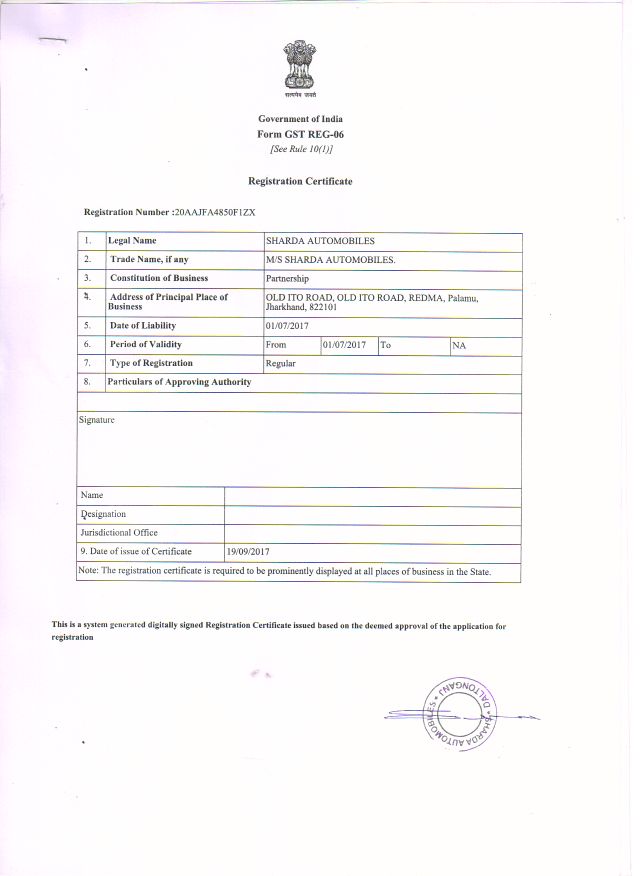 सत्यमेव जयते
Government of India
Form GST REG-06
[See Rule 10(1)]
Registration Certificate
Registration Number :20AAJFA4850F1ZX
1. Legal Name SHARDA AUTOMOBILES
2. Trade Name, if any M/S SHARDA AUTOMOBILES.
3. Constitution of Business Partnership
4. Address of Principal Place of Business OLD ITO ROAD, OLD ITO ROAD, REDMA, Palamu, Jharkhand, 822101
5. Date of Liability 01/07/2017
6. Period of Validity From 01/07/2017 To NA
7. Type of Registration Regular
8. Particulars of Approving Authority
Signature
Name
Designation
Jurisdictional Office
9. Date of issue of Certificate 19/09/2017
Note: The registration certificate is required to be prominently displayed at all places of business in the State.
This is a system generated digitally signed Registration Certificate issued based on the deemed approval of the application for
registration
SHARDA AUTOMOBILES * DALTONGANJ *